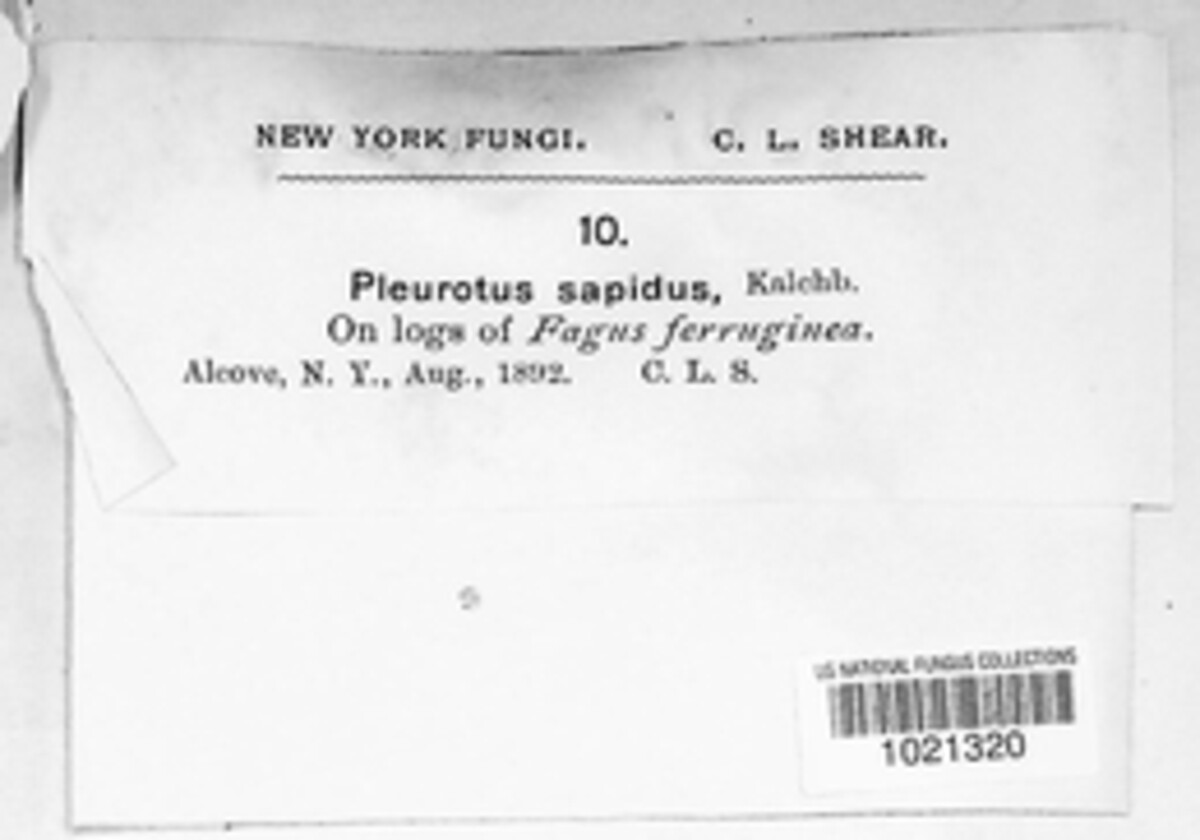 NEW YORK FUNGI. C. L. SHEAR.
10.
Pleurotus sapidus, Kalchb.
On logs of Fagus ferruginea.
Alcove, N. Y., Aug., 1892. C. L. S.
US NATIONAL FUNGUS COLLECTIONS
1021320